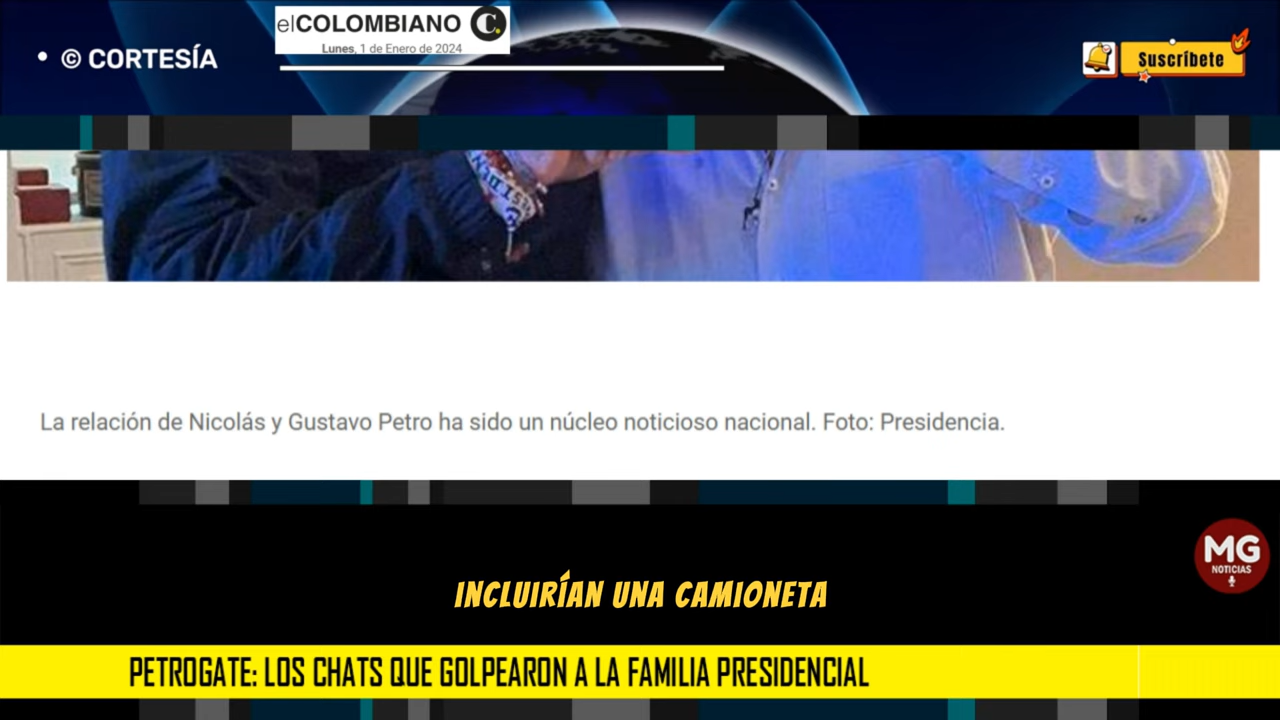 • © CORTESÍA
elCOLOMBIANO C.
Lunes, 1 de Enero de 2024
Suscríbete
La relación de Nicolás y Gustavo Petro ha sido un núcleo noticioso nacional. Foto: Presidencia.
MG
NOTICIAS
INCLUIRÍAN UNA CAMIONETA
PETROGATE: LOS CHATS QUE GOLPEARON A LA FAMILIA PRESIDENCIAL